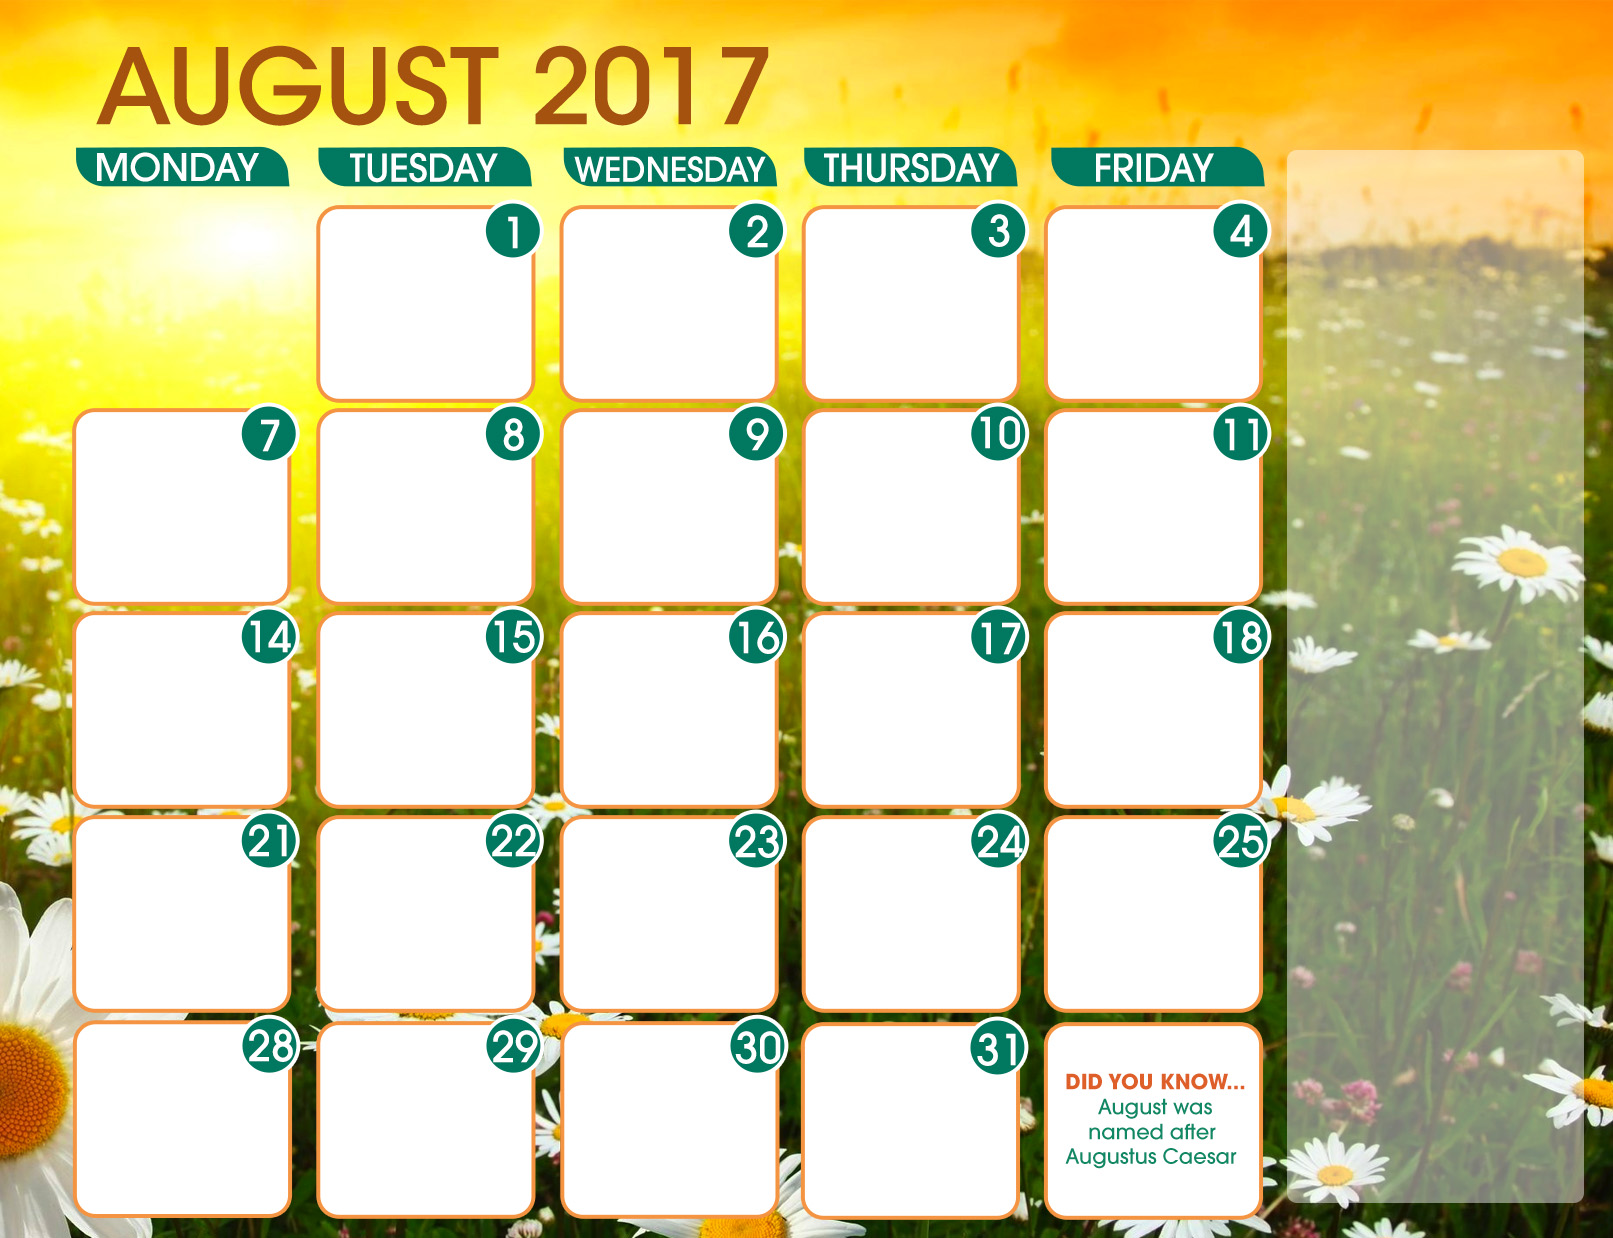 AUGUST 2017
MONDAY TUESDAY WEDNESDAY THURSDAY FRIDAY
1 2 3 4
7 8 9 10 11
14 15 16 17 18
21 22 23 24 25
28 29 30 31
DID YOU KNOW...
August was
named after
Augustus Caesar